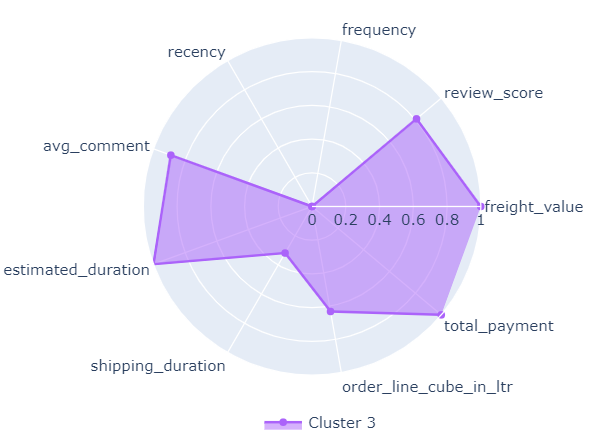 frequency
recency
review_score
avg_comment
freight_value
0 0.2 0.4 0.6 0.8 1
estimated_duration
total_payment
shipping_duration
order_line_cube_in_ltr
Cluster 3